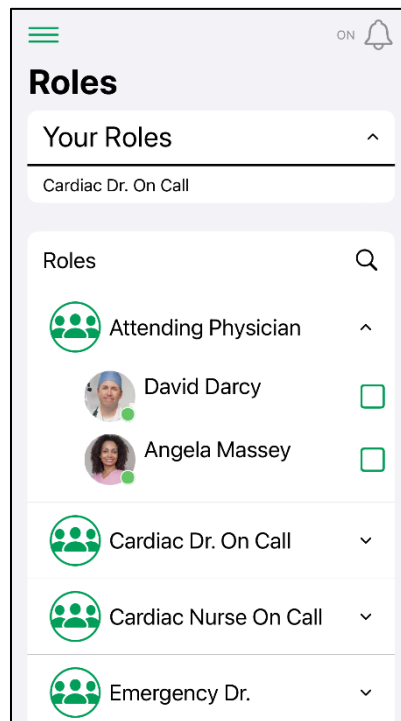 ON
Roles
Your Roles
Cardiac Dr. On Call
Roles
Attending Physician
David Darcy
Angela Massey
Cardiac Dr. On Call
Cardiac Nurse On Call
Emergency Dr.